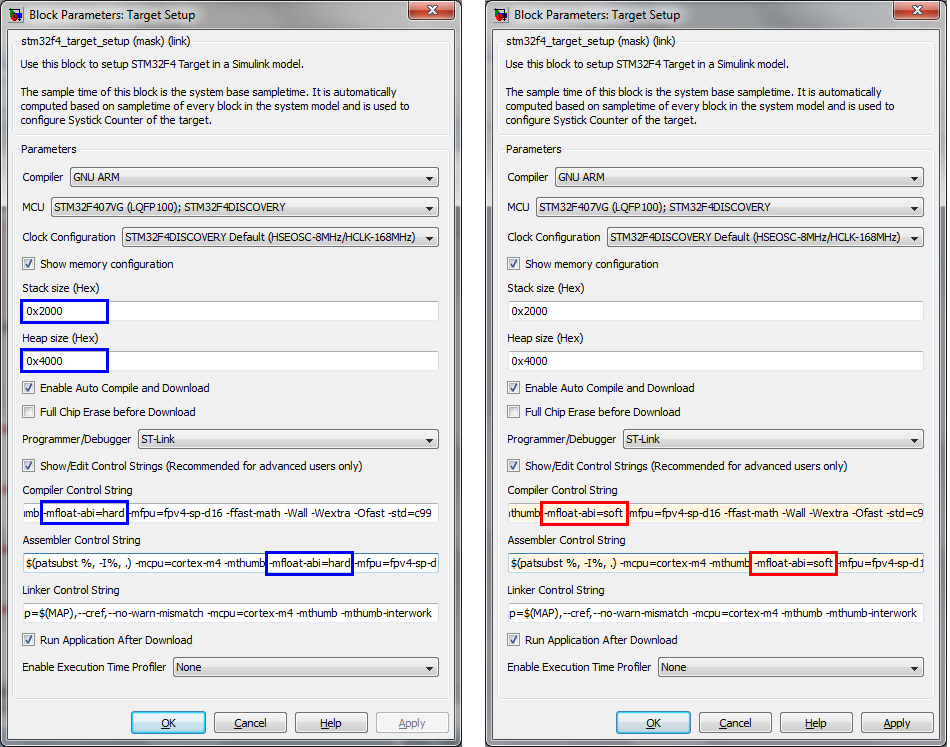 Block Parameters: Target Setup
stm32f4_target_setup (mask) (link)
Use this block to setup STM32F4 Target in a Simulink model.
The sample time of this block is the system base sampletime. It is automatically
computed based on sampletime of every block in the system model and is used to
configure Systick Counter of the target.
Parameters
Compiler GNU ARM
MCU STM32F407VG (LQFP100); STM32F4DISCOVERY
Clock Configuration STM32F4DISCOVERY Default (HSEOSC-8MHz/HCLK-168MHz)
Show memory configuration
Stack size (Hex)
0x2000
Heap size (Hex)
0x4000
Enable Auto Compile and Download
Full Chip Erase before Download
Programmer/Debugger ST-Link
Show/Edit Control Strings (Recommended for advanced users only)
Compiler Control String
umb -mfloat-abi=hard -mfpu=fpv4-sp-d16 -ffast-math -Wall -Wextra -Ofast -std=c99
Assembler Control String
$(patsubst %, -I%, .) -mcpu=cortex-m4 -mthumb -mfloat-abi=hard -mfpu=fpv4-sp-d
Linker Control String
p=$(MAP),--cref,--no-warn-mismatch -mcpu=cortex-m4 -mthumb -mthumb-interwork
Run Application After Download
Enable Execution Time Profiler None
OK Cancel Help Apply
Block Parameters: Target Setup
stm32f4_target_setup (mask) (link)
Use this block to setup STM32F4 Target in a Simulink model.
The sample time of this block is the system base sampletime. It is automatically
computed based on sampletime of every block in the system model and is used to
configure Systick Counter of the target.
Parameters
Compiler GNU ARM
MCU STM32F407VG (LQFP100); STM32F4DISCOVERY
Clock Configuration STM32F4DISCOVERY Default (HSEOSC-8MHz/HCLK-168MHz)
Show memory configuration
Stack size (Hex)
0x2000
Heap size (Hex)
0x4000
Enable Auto Compile and Download
Full Chip Erase before Download
Programmer/Debugger ST-Link
Show/Edit Control Strings (Recommended for advanced users only)
Compiler Control String
thumb -mfloat-abi=soft -mfpu=fpv4-sp-d16 -ffast-math -Wall -Wextra -Ofast -std=c9
Assembler Control String
$(patsubst %, -I%, .) -mcpu=cortex-m4 -mthumb -mfloat-abi=soft -mfpu=fpv4-sp-d1
Linker Control String
p=$(MAP),--cref,--no-warn-mismatch -mcpu=cortex-m4 -mthumb -mthumb-interwork
Run Application After Download
Enable Execution Time Profiler None
OK Cancel Help Apply